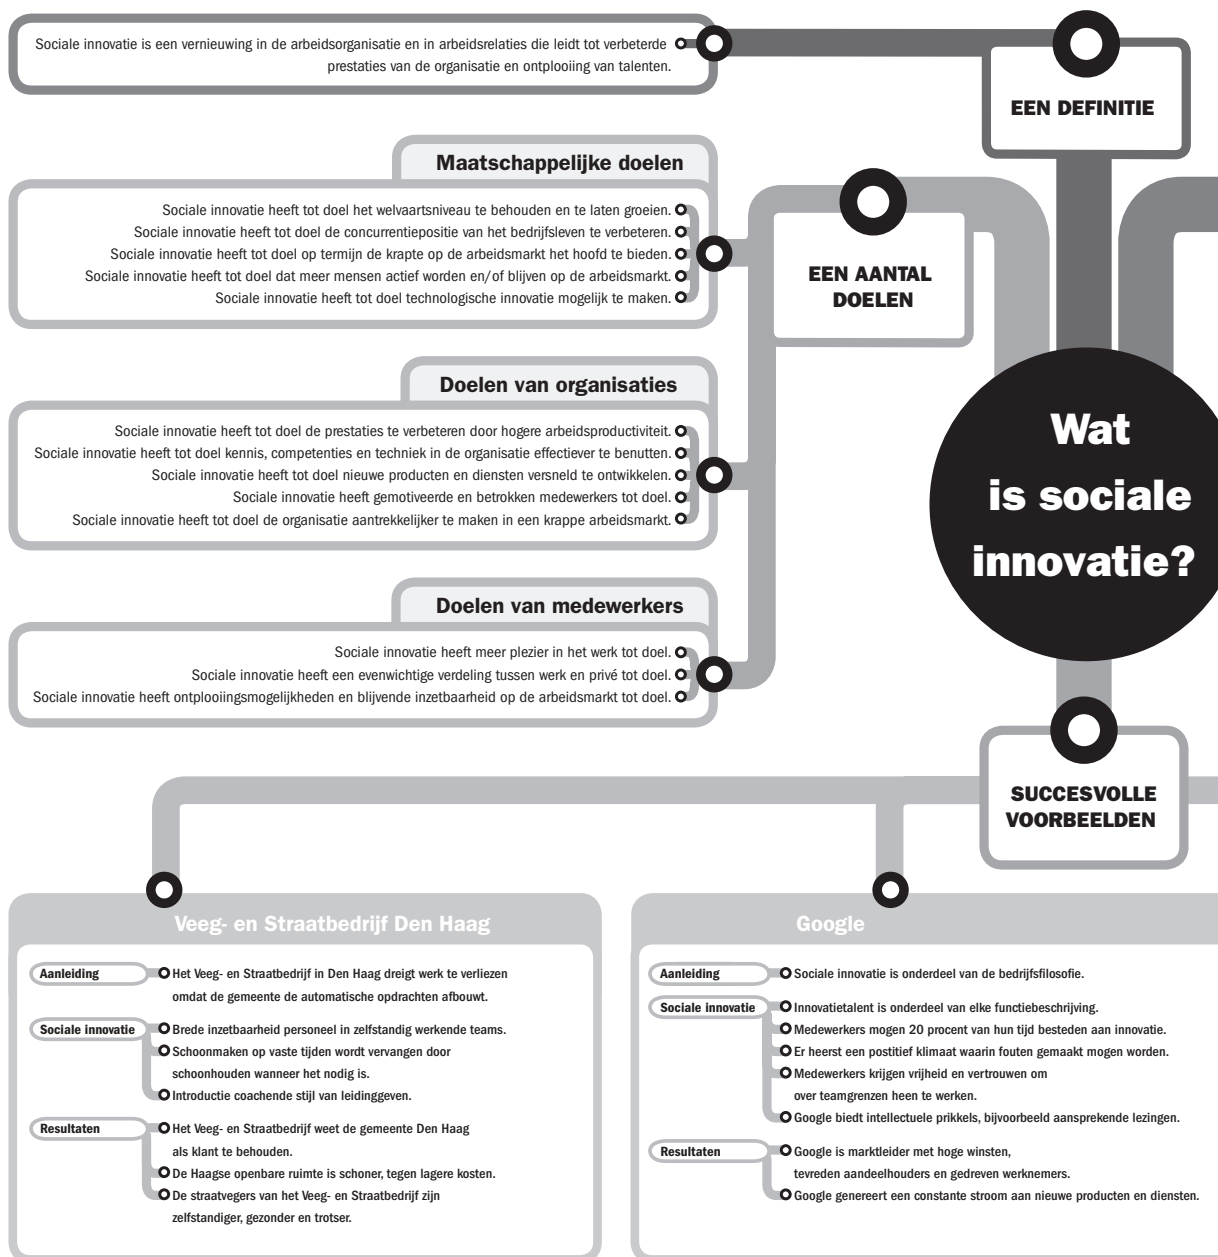 Sociale innovatie is een vernieuwing in de arbeidsorganisatie en in arbeidsrelaties die leidt tot verbeterde
prestaties van de organisatie en ontplooiing van talenten.
EEN DEFINITIE
Maatschappelijke doelen
Sociale innovatie heeft tot doel het welvaartsniveau te behouden en te laten groeien.
Sociale innovatie heeft tot doel de concurrentiepositie van het bedrijfsleven te verbeteren.
Sociale innovatie heeft tot doel op termijn de krapte op de arbeidsmarkt het hoofd te bieden.
Sociale innovatie heeft tot doel dat meer mensen actief worden en/of blijven op de arbeidsmarkt.
Sociale innovatie heeft tot doel technologische innovatie mogelijk te maken.
EEN AANTAL
DOELEN
Doelen van organisaties
Sociale innovatie heeft tot doel de prestaties te verbeteren door hogere arbeidsproductiviteit.
Sociale innovatie heeft tot doel kennis, competenties en techniek in de organisatie effectiever te benutten.
Sociale innovatie heeft tot doel nieuwe producten en diensten versneld te ontwikkelen.
Sociale innovatie heeft gemotiveerde en betrokken medewerkers tot doel.
Sociale innovatie heeft tot doel de organisatie aantrekkelijker te maken in een krappe arbeidsmarkt.
Wat
is sociale
innovatie?
Doelen van medewerkers
Sociale innovatie heeft meer plezier in het werk tot doel.
Sociale innovatie heeft een evenwichtige verdeling tussen werk en privé tot doel.
Sociale innovatie heeft ontplooiingsmogelijkheden en blijvende inzetbaarheid op de arbeidsmarkt tot doel.
SUCCESVOLLE
VOORBEELDEN
Veeg- en Straatbedrijf Den Haag
Aanleiding
Het Veeg- en Straatbedrijf in Den Haag dreigt werk te verliezen
omdat de gemeente de automatische opdrachten afbouwt.
Sociale innovatie
Brede inzetbaarheid personeel in zelfstandig werkende teams.
Schoonmaken op vaste tijden wordt vervangen door
schoonhouden wanneer het nodig is.
Introductie coachende stijl van leidinggeven.
Resultaten
Het Veeg- en Straatbedrijf weet de gemeente Den Haag
als klant te behouden.
De Haagse openbare ruimte is schoner, tegen lagere kosten.
De straatvegers van het Veeg- en Straatbedrijf zijn
zelfstandiger, gezonder en trotser.
Google
Aanleiding
Sociale innovatie is onderdeel van de bedrijfsfilosofie.
Sociale innovatie
Innovatietalent is onderdeel van elke functiebeschrijving.
Medewerkers mogen 20 procent van hun tijd besteden aan innovatie.
Er heerst een postitief klimaat waarin fouten gemaakt mogen worden.
Medewerkers krijgen vrijheid en vertrouwen om
over teamgrenzen heen te werken.
Google biedt intellectuele prikkels, bijvoorbeeld aansprekende lezingen.
Resultaten
Google is marktleider met hoge winsten,
tevreden aandeelhouders en gedreven werknemers.
Google genereert een constante stroom aan nieuwe producten en diensten.